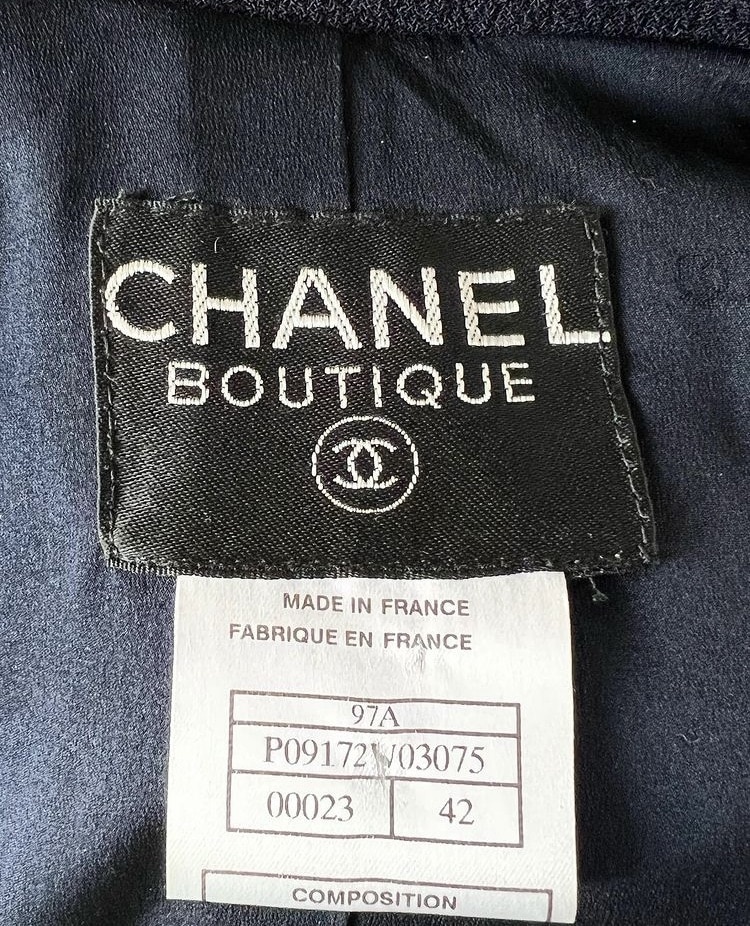 CHANEL
BOUTIQUE
MADE IN FRANCE
FABRIQUE EN FRANCE
97A
P09172W03075
00023 42
COMPOSITION